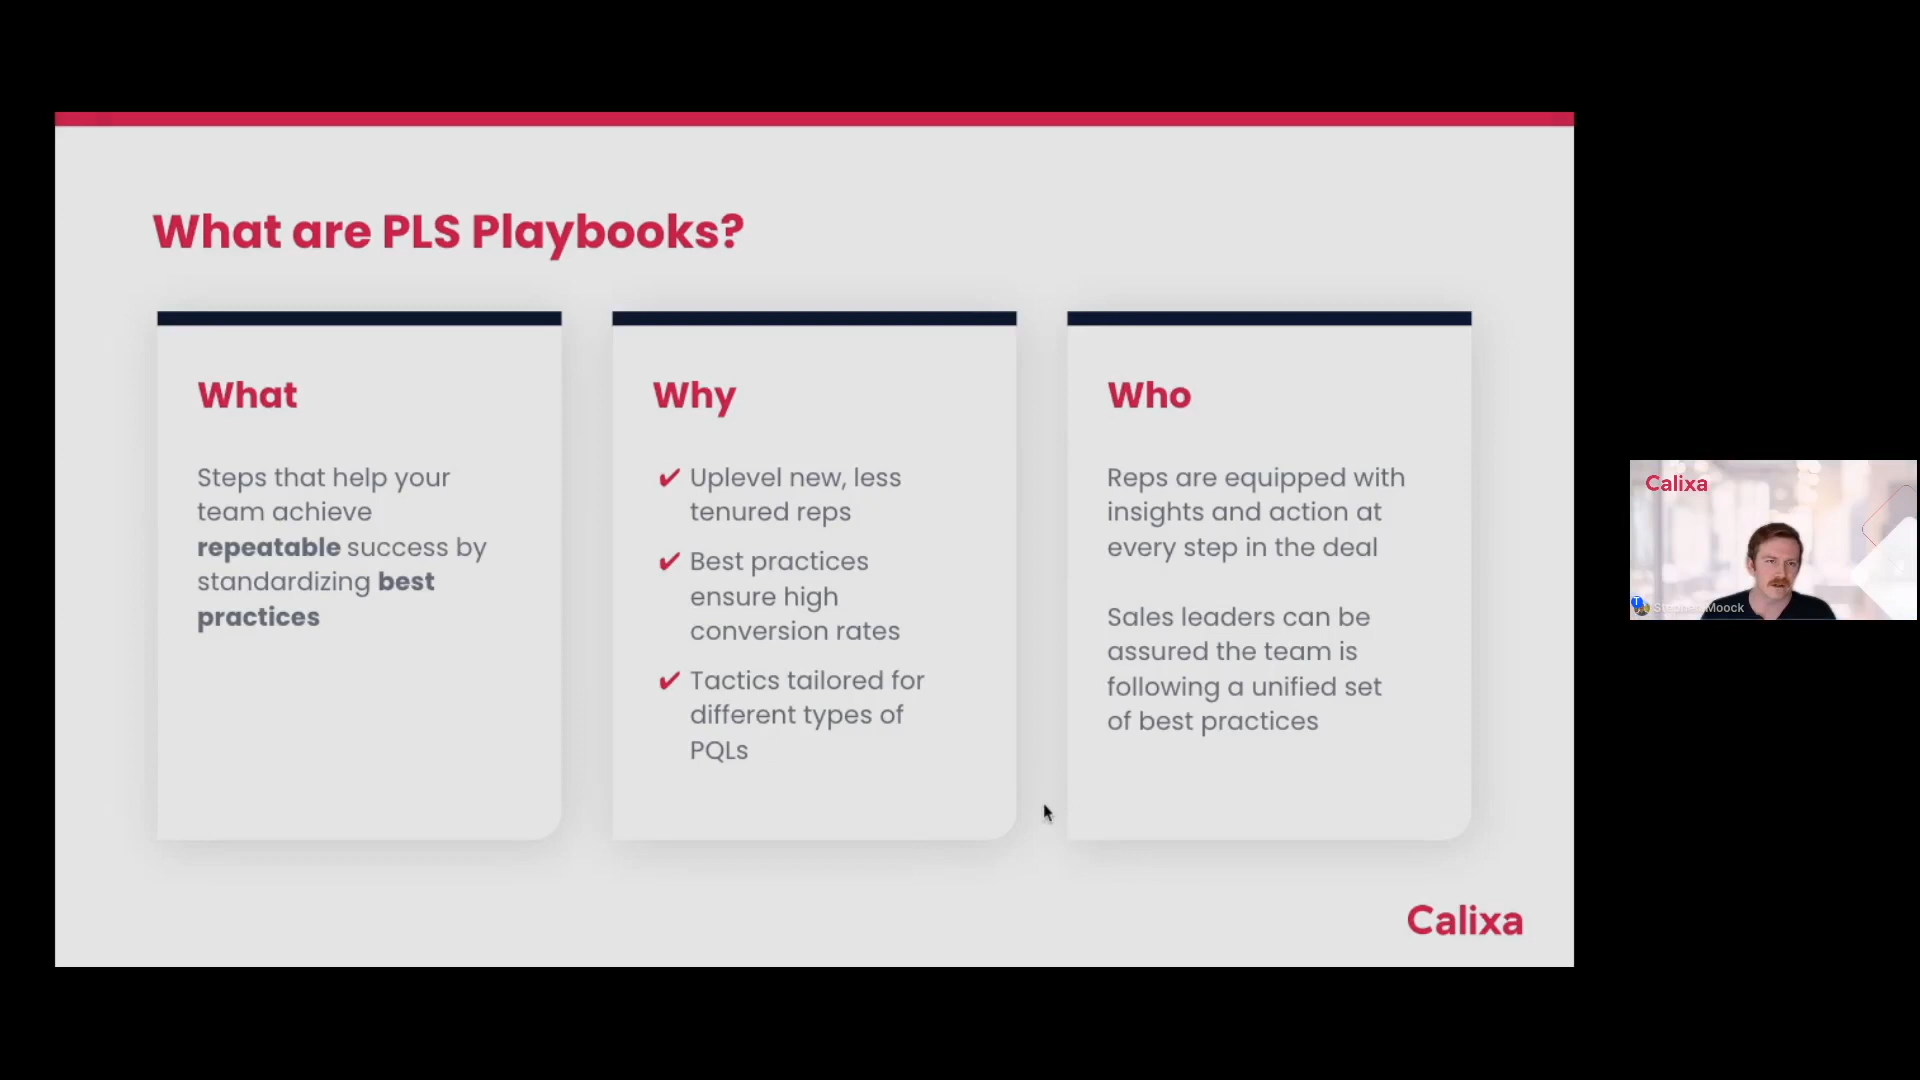 What are PLS Playbooks?
What
Steps that help your
team achieve
repeatable success by
standardizing best
practices
Why
✔ Uplevel new, less
tenured reps
✔ Best practices
ensure high
conversion rates
✔ Tactics tailored for
different types of
PQLs
Who
Reps are equipped with
insights and action at
every step in the deal
Sales leaders can be
assured the team is
following a unified set
of best practices
Calixa
Calixa
Moock